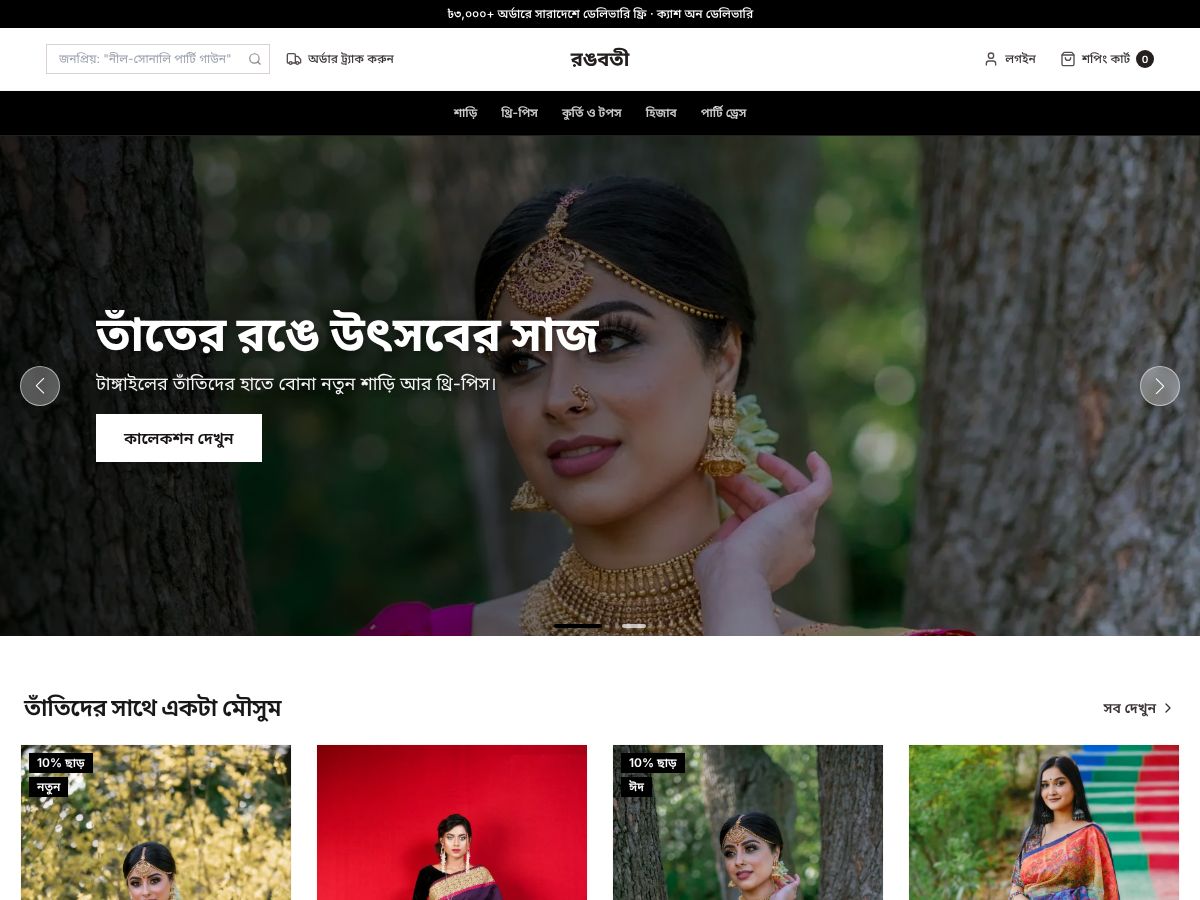 ৳৩,০০০+ অর্ডারে সারাদেশে ডেলিভারি ফ্রি · ক্যাশ অন ডেলিভারি
জনপ্রিয়: "নীল-সোনালি পার্টি গাউন"
অর্ডার ট্র্যাক করুন
রঙবতী
লগইন
শপিং কার্ট 0
শাড়ি থ্রি-পিস কুর্তি ও টপস হিজাব পার্টি ড্রেস
তাঁতের রঙে উৎসবের সাজ
টাঙ্গাইলের তাঁতিদের হাতে বোনা নতুন শাড়ি আর থ্রি-পিস।
কালেকশন দেখুন
তাঁতিদের সাথে একটা মৌসুম
সব দেখুন
10% ছাড়
নতুন
10% ছাড়
ঈদ